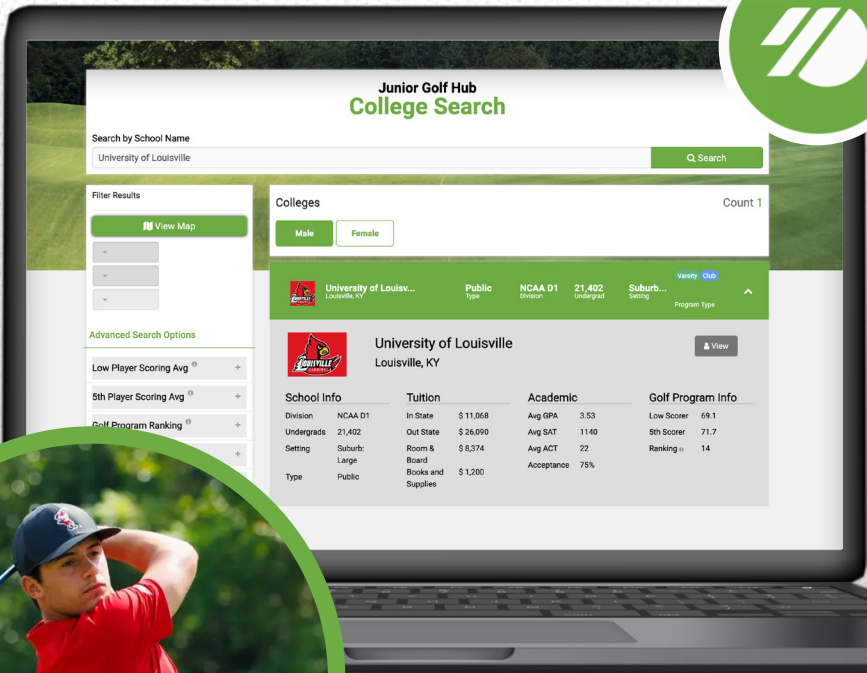 Junior Golf Hub
College Search
Search by School Name
University of Louisville
Search
Filter Results
View Map
Colleges
Count 1
Male
Female
University of Louisv...
Louisville, KY
Public
Type
NCAA D1
Division
21,402
Undergrad
Suburb...
Setting
Varsity Club
Program Type
University of Louisville
Louisville, KY
View
LOUISVILLE
School Info
Division NCAA D1
Undergrads 21,402
Setting Suburb:
Large
Type Public
Tuition
In State $ 11,068
Out State $ 26,090
Room & $ 8,374
Board
Books and $ 1,200
Supplies
Academic
Avg GPA 3.53
Avg SAT 1140
Avg ACT 22
Acceptance 75%
Golf Program Info
Low Scorer 69.1
5th Scorer 71.7
Ranking 14
Advanced Search Options
Low Player Scoring Avg +
5th Player Scoring Avg +
Golf Program Ranking +
+